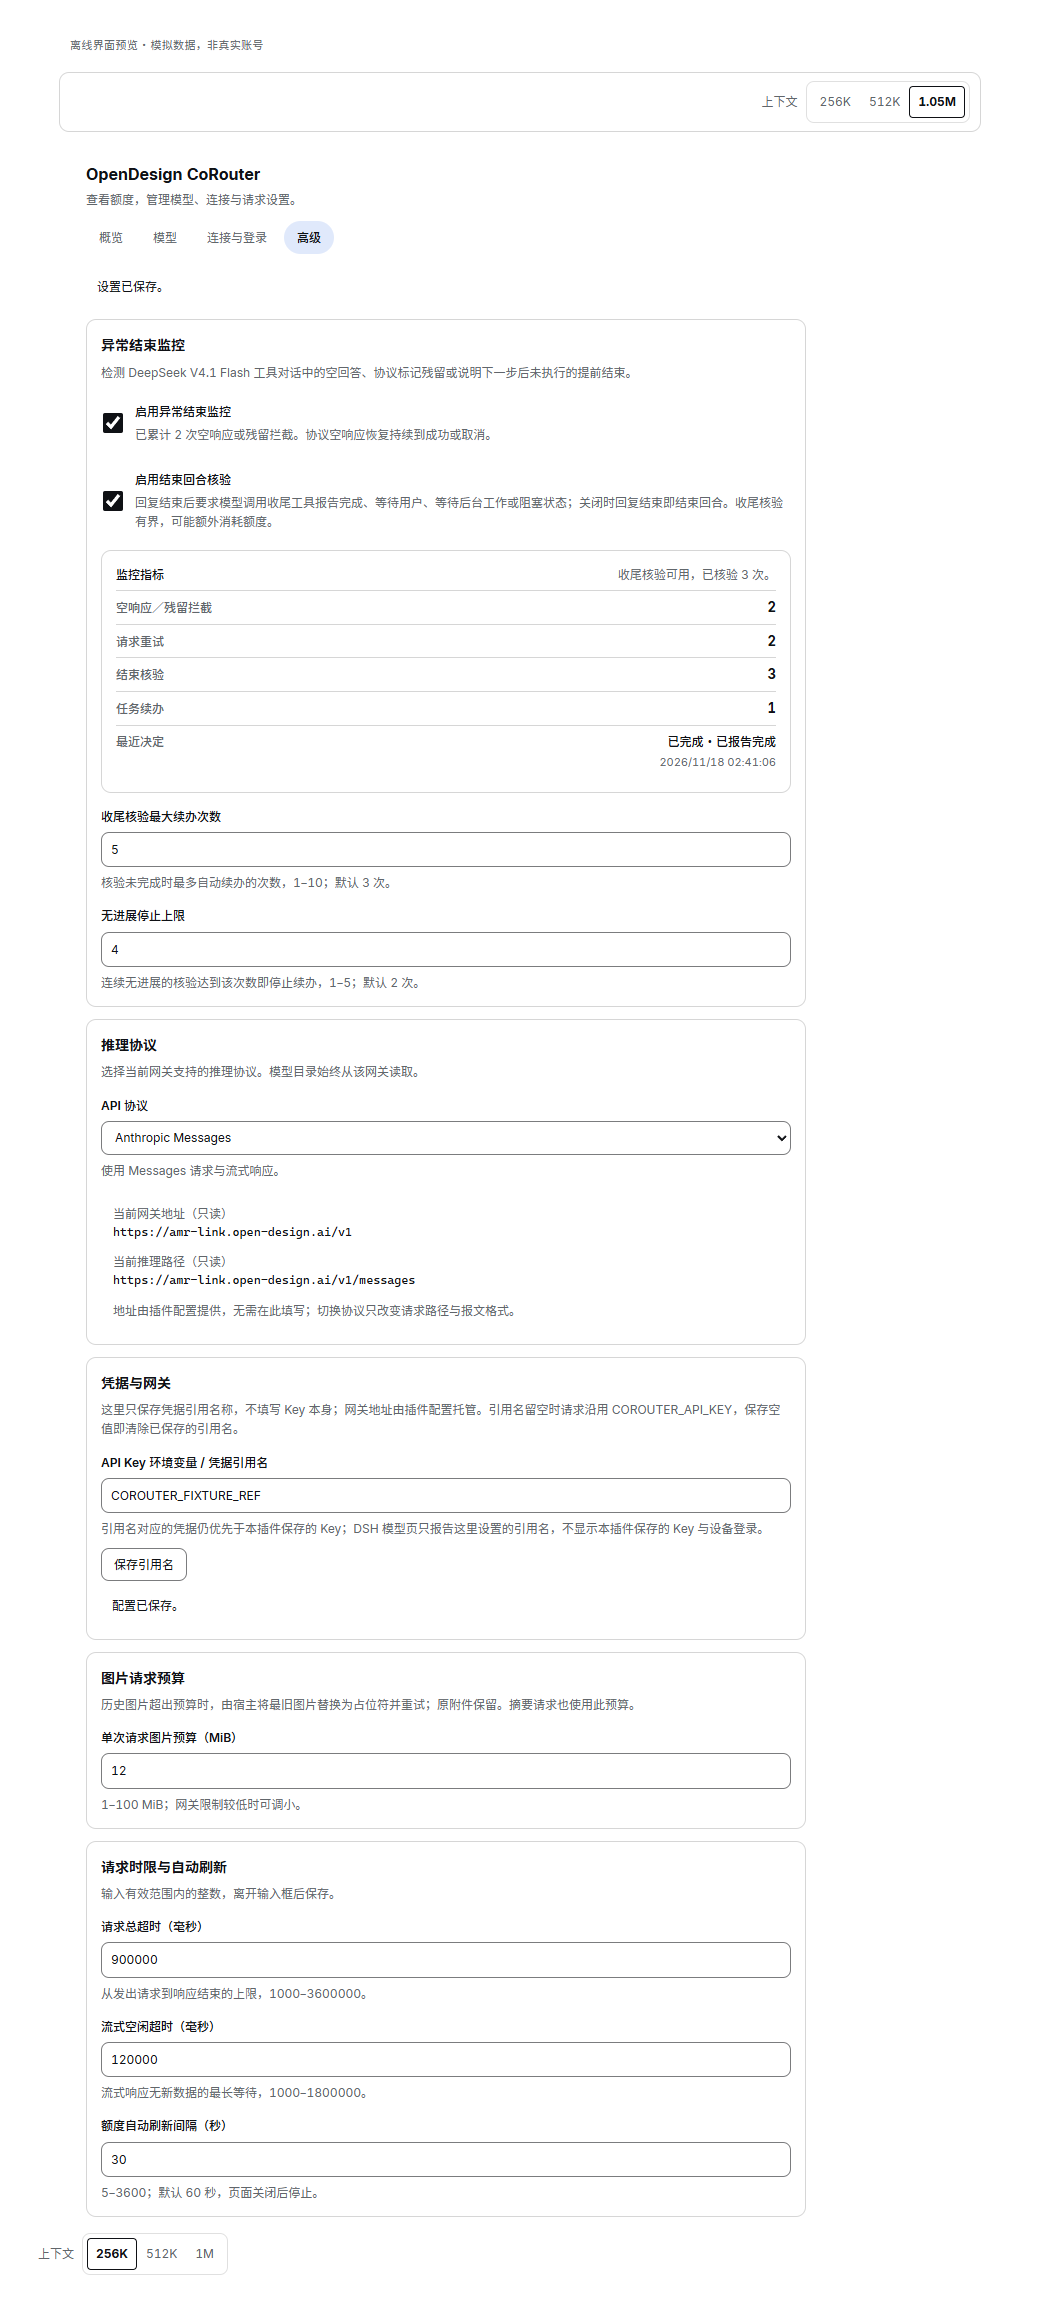 离线界面预览・模拟数据，非真实账号
上下文 256K 512K 1.05M
OpenDesign CoRouter
查看额度，管理模型、连接与请求设置。
概览 模型 连接与登录 高级
设置已保存。
异常结束监控
检测 DeepSeek V4.1 Flash 工具对话中的空回答、协议标记残留或说明下一步后未执行的提前结束。
启用异常结束监控
已累计 2 次空响应或残留拦截。协议空响应恢复持续到成功或取消。
启用结束回合核验
回复结束后要求模型调用收尾工具报告完成、等待用户、等待后台工作或阻塞状态；关闭时回复结束即结束回合。收尾核验
有界，可能额外消耗额度。
监控指标 收尾核验可用，已核验 3 次。
空响应／残留拦截 2
请求重试 2
结束核验 3
任务续办 1
最近决定 已完成・已报告完成
2026/11/18 02:41:06
收尾核验最大续办次数
5
核验未完成时最多自动续办的次数，1–10；默认 3 次。
无进展停止上限
4
连续无进展的核验达到该次数即停止续办，1–5；默认 2 次。
推理协议
选择当前网关支持的推理协议。模型目录始终从该网关读取。
API 协议
Anthropic Messages
使用 Messages 请求与流式响应。
当前网关地址（只读）
https://amr-link.open-design.ai/v1
当前推理路径（只读）
https://amr-link.open-design.ai/v1/messages
地址由插件配置提供，无需在此填写；切换协议只改变请求路径与报文格式。
凭据与网关
这里只保存凭据引用名称，不填写 Key 本身；网关地址由插件配置托管。引用名留空时请求沿用 COROUTER_API_KEY，保存空
值即清除已保存的引用名。
API Key 环境变量 / 凭据引用名
COROUTER_FIXTURE_REF
引用名对应的凭据仍优先于本插件保存的 Key；DSH 模型页只报告这里设置的引用名，不显示本插件保存的 Key 与设备登录。
保存引用名
配置已保存。
图片请求预算
历史图片超出预算时，由宿主将最旧图片替换为占位符并重试；原附件保留。摘要请求也使用此预算。
单次请求图片预算（MiB）
12
1–100 MiB；网关限制较低时可调小。
请求时限与自动刷新
输入有效范围内的整数，离开输入框后保存。
请求总超时（毫秒）
900000
从发出请求到响应结束的上限，1000–3600000。
流式空闲超时（毫秒）
120000
流式响应无新数据的最长等待，1000–1800000。
额度自动刷新间隔（秒）
30
5–3600；默认 60 秒，页面关闭后停止。
上下文 256K 512K 1M